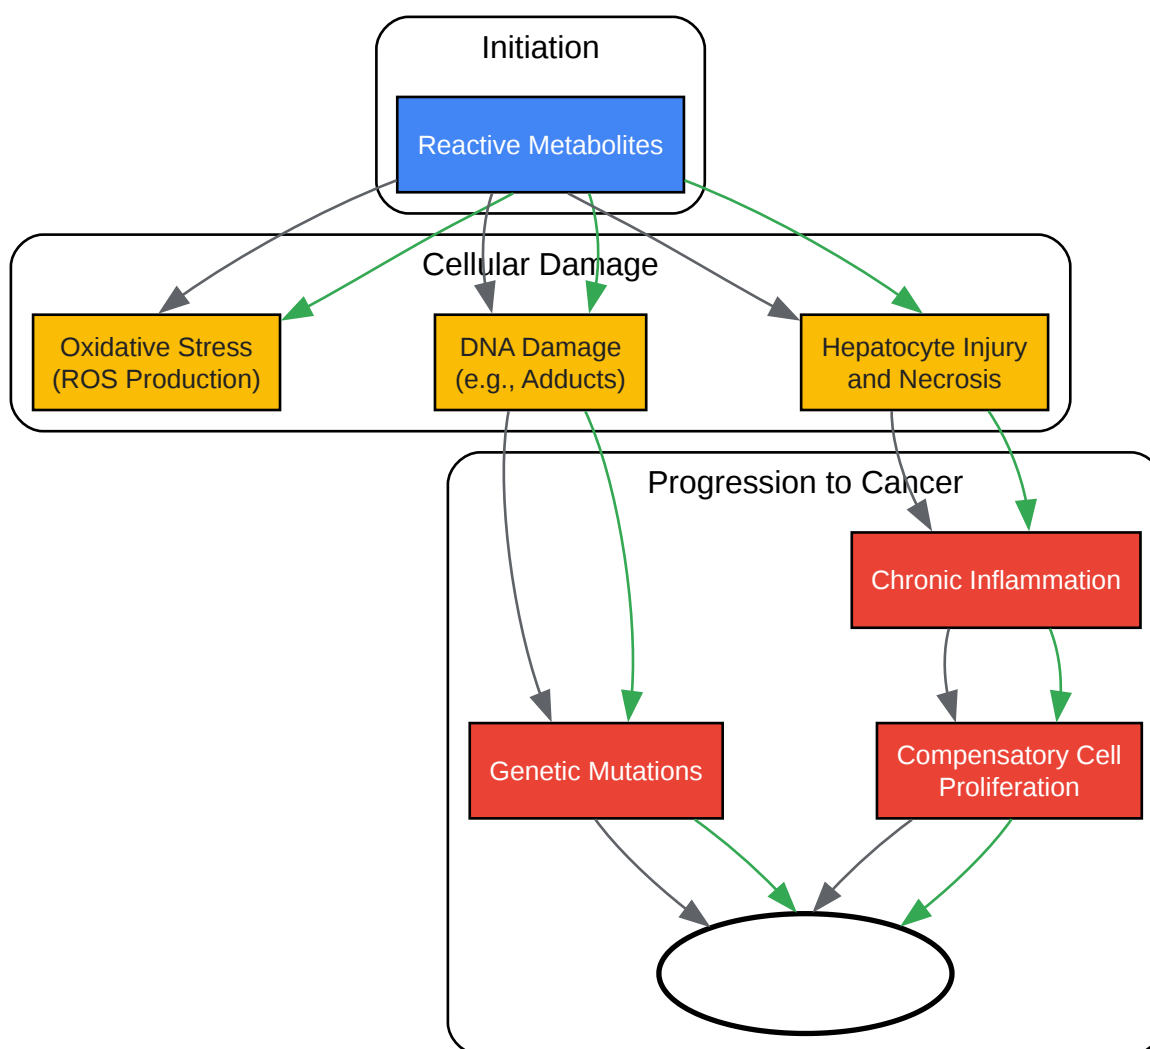 Initiation
Reactive Metabolites
Cellular Damage
Oxidative Stress
(ROS Production)
DNA Damage
(e.g., Adducts)
Hepatocyte Injury
and Necrosis
Progression to Cancer
Chronic Inflammation
Genetic Mutations
Compensatory Cell
Proliferation